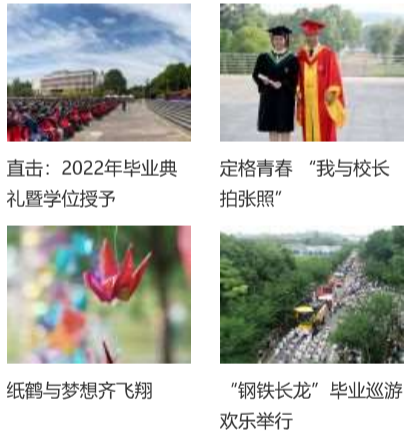 直击：2022年毕业典
礼暨学位授予
定格青春 “我与校长
拍张照”
纸鹤与梦想齐飞翔
“钢铁长龙”毕业巡游
欢乐举行